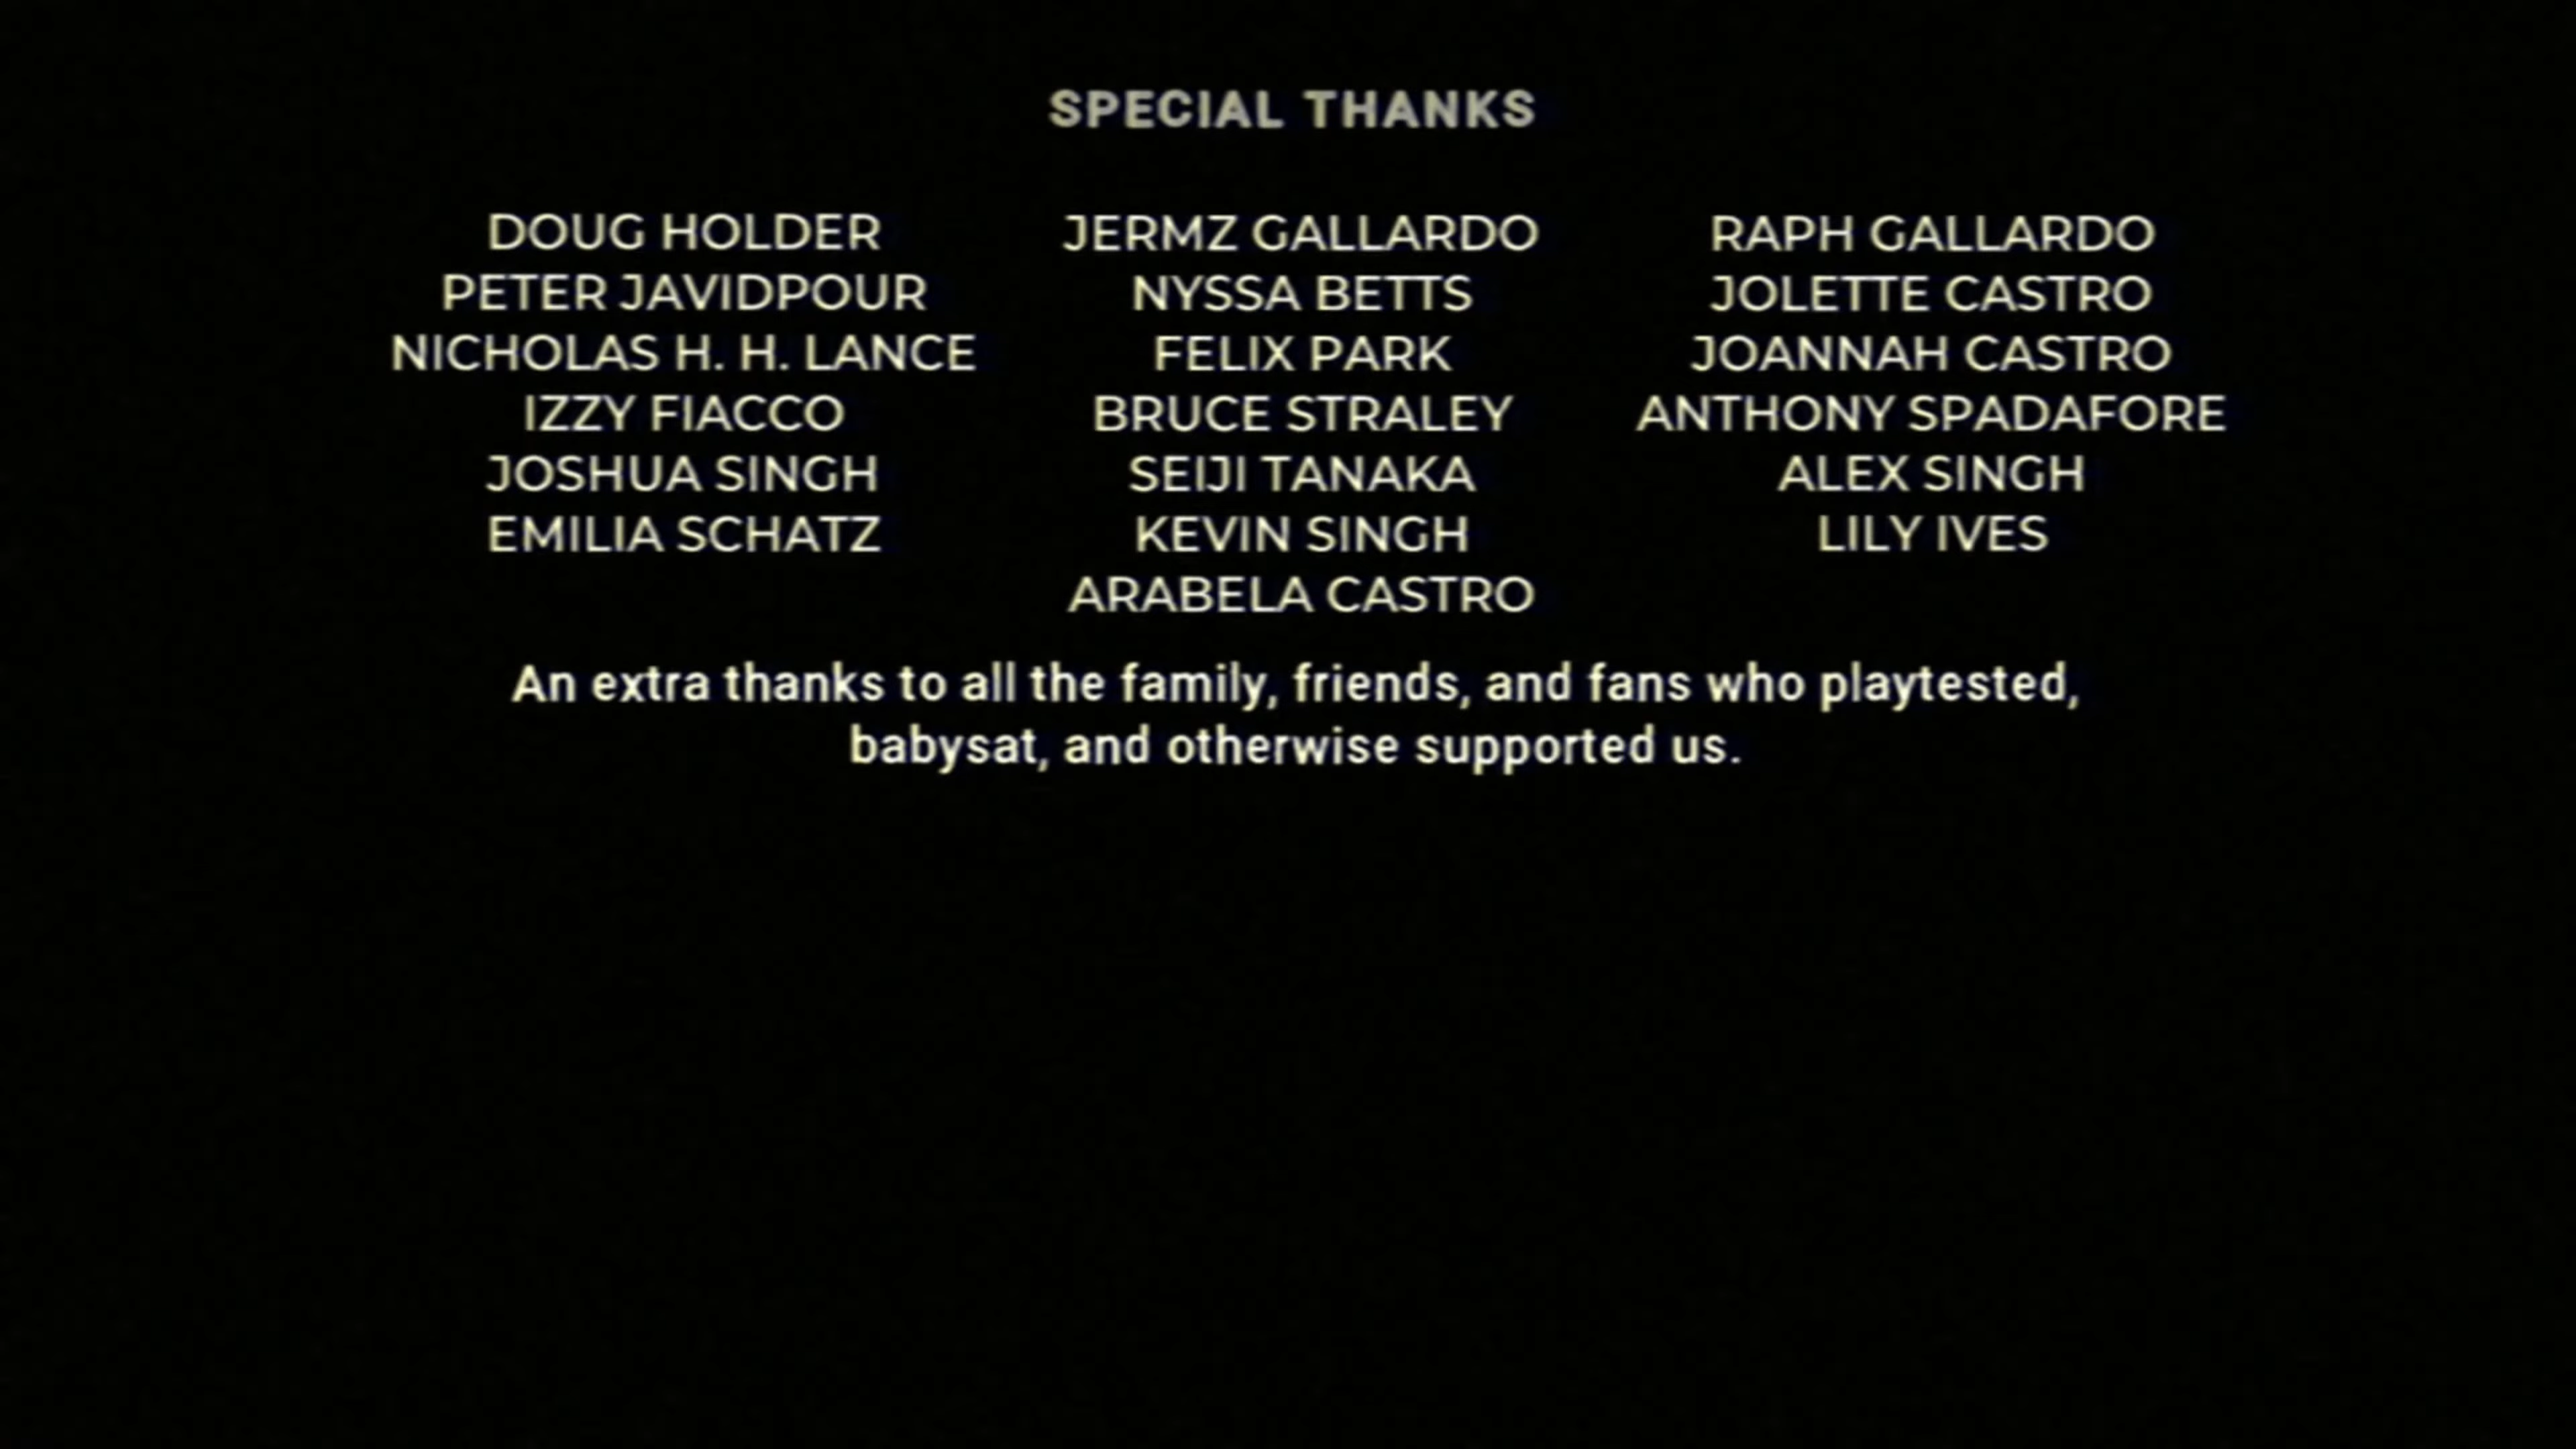 SPECIAL THANKS
DOUG HOLDER
PETER JAVIDPOUR
NICHOLAS H. H. LANCE
IZZY FIACCO
JOSHUA SINGH
EMILIA SCHATZ
JERMZ GALLARDO
NYSSA BETTS
FELIX PARK
BRUCE STRALEY
SEIJI TANAKA
KEVIN SINGH
ARABELA CASTRO
RAPH GALLARDO
JOLETTE CASTRO
JOANNAH CASTRO
ANTHONY SPADAFORE
ALEX SINGH
LILY IVES
An extra thanks to all the family, friends, and fans who playtested,
babysat, and otherwise supported us.